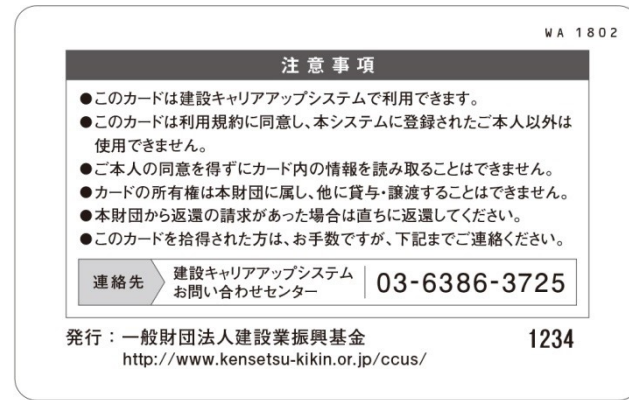 WA 1802
注意事項
●このカードは建設キャリアアップシステムで利用できます。
●このカードは利用規約に同意し、本システムに登録されたご本人以外は
使用できません。
●ご本人の同意を得ずにカード内の情報を読み取ることはできません。
●カードの所有権は本財団に属し、他に貸与・譲渡することはできません。
●本財団から返還の請求があった場合は直ちに返還してください。
●このカードを拾得された方は、お手数ですが、下記までご連絡ください。
連絡先
建設キャリアアップシステム
お問い合わせセンター
03-6386-3725
発行：一般財団法人建設業振興基金
1234
http://www.kensetsu-kikin.or.jp/ccus/